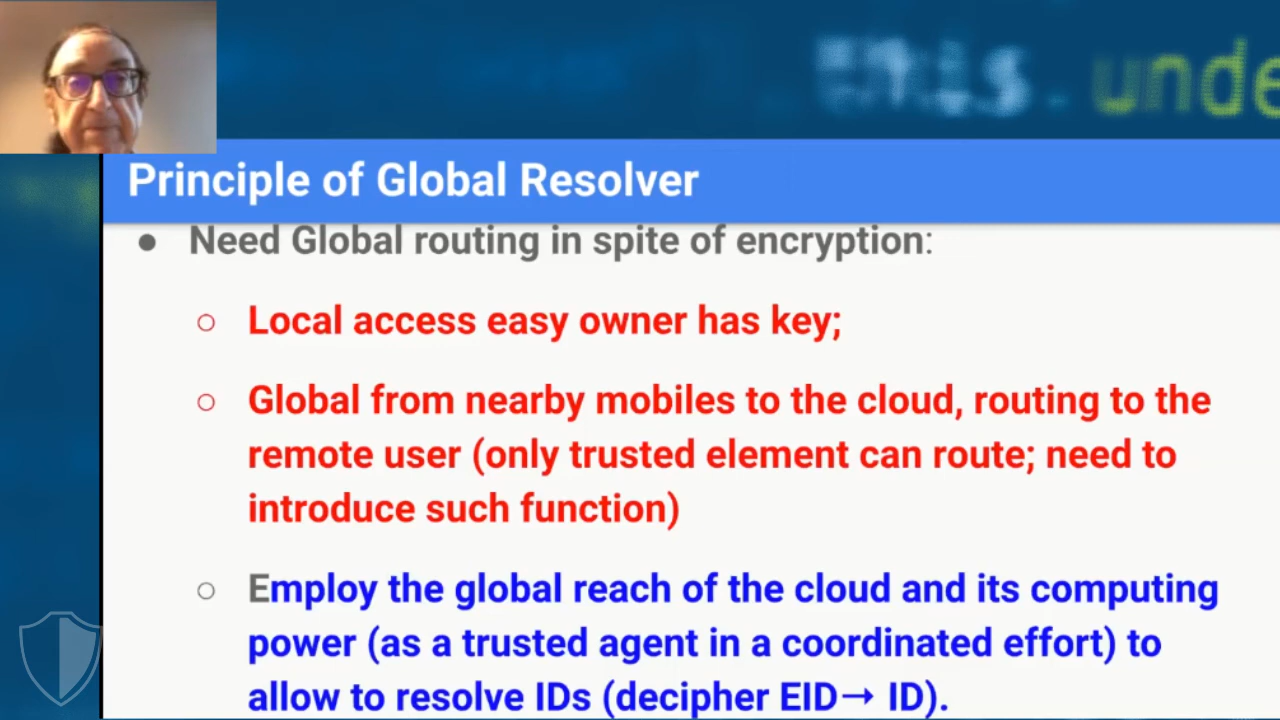 unde
Principle of Global Resolver
● Need Global routing in spite of encryption:
○ Local access easy owner has key;
○ Global from nearby mobiles to the cloud, routing to the
remote user (only trusted element can route; need to
introduce such function)
○ Employ the global reach of the cloud and its computing
power (as a trusted agent in a coordinated effort) to
allow to resolve IDs (decipher EID→ ID).